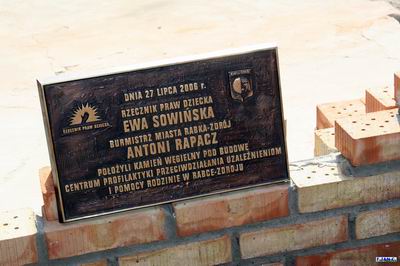 DNIA 27 LIPCA 2006 r.
RZECZNIK PRAW DZIECKA
EWA SOWIŃSKA
BURMISTRZ MIASTA RABKA-ZDRÓJ
ANTONI RAPACZ
POŁOŻYLI KAMIEŃ WĘGIELNY POD BUDOWĘ
CENTRUM PROFILAKTYKI PRZECIWDZIAŁANIA UZALEŻNIENIOM
I POMOCY RODZINIE W RABCE-ZDROJU
RZECZNIK PRAW DZIECKA